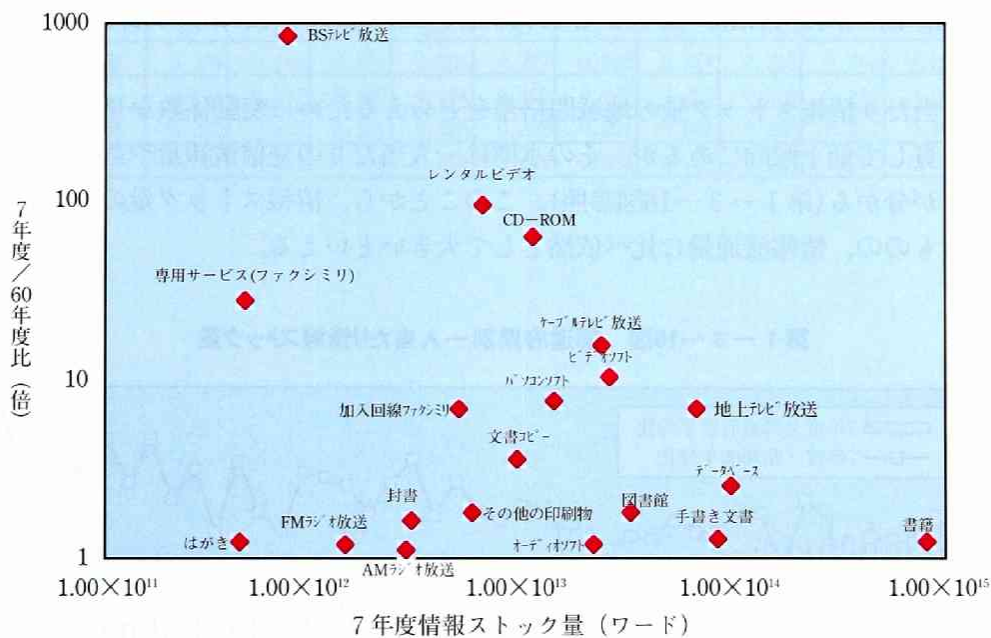 1000
BSテレビ放送
レンタルビデオ
100
CD－ROM
専用サービス(ファクシミリ)
ケーブルテレビ放送
ビデオソフト
10
パソコンソフト
加入回線ファクシミリ
地上テレビ放送
文書コピー
データベース
封書
その他の印刷物
図書館
手書き文書
書籍
FMラジオ放送
はがき
オーディオソフト
AMラジオ放送
1
7年度／60年度比（倍）
1.00×10¹¹
1.00×10¹²
1.00×10¹³
1.00×10¹⁴
1.00×10¹⁵
7年度情報ストック量（ワード）